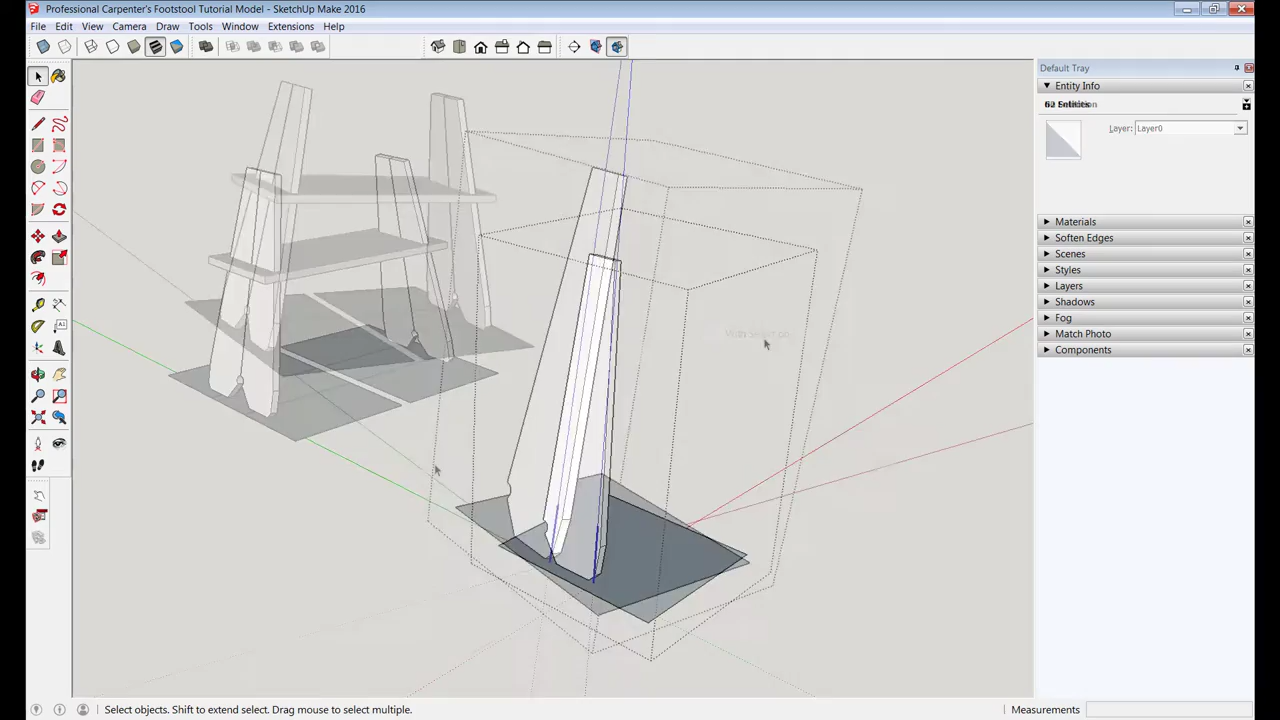 Professional Carpenter's Footstool Tutorial Model - SketchUp Make 2016
File Edit View Camera Draw Tools Window Extensions Help
Default Tray
Entity Info
Layer: Layer0
Materials
Soften Edges
Scenes
Styles
Layers
Shadows
Fog
Match Photo
Components
Select objects. Shift to extend select. Drag mouse to select multiple.
Measurements